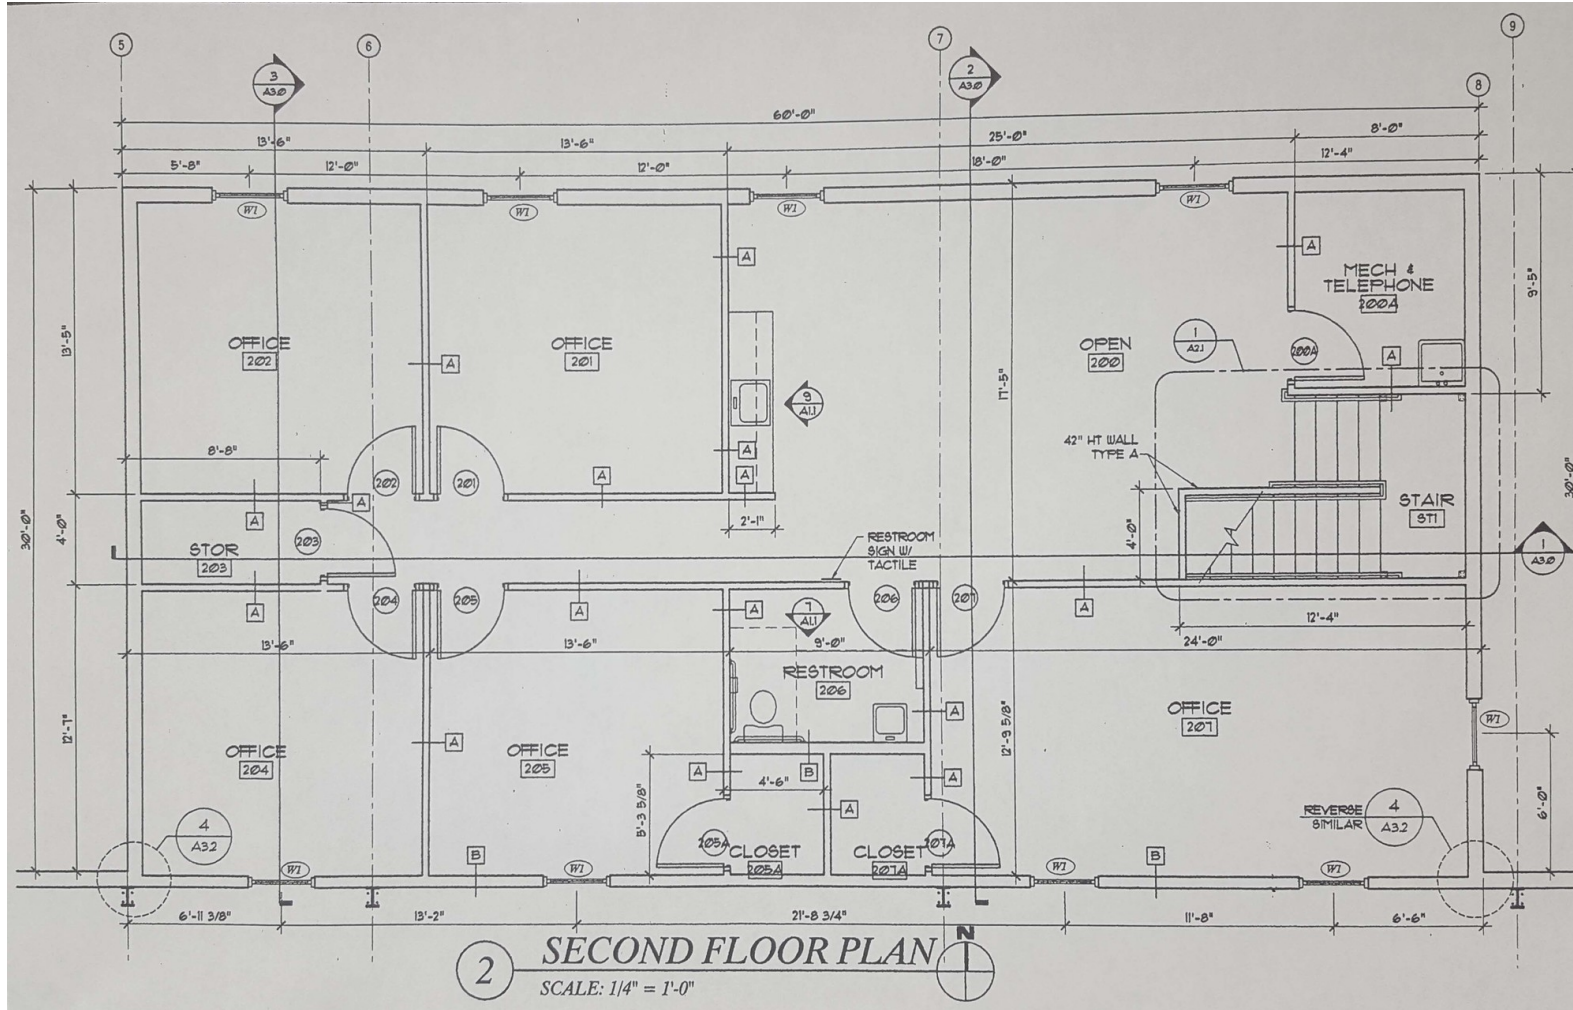 5
6
7
9
8
3
A3.0
2
A3.0
60'-0"
13'-6"
13'-6"
25'-0"
8'-0"
5'-8"
12'-0"
12'-0"
18'-0"
12'-4"
W1
W1
W1
W1
A
A
MECH &
TELEPHONE
200A
9'-5"
13'-5"
OFFICE
202
OFFICE
201
OPEN
200
1
A2.1
200A
A
A
17'-5"
9
A1.1
42" HT WALL
TYPE A
8'-8"
202
201
A
A
A
STAIR
ST1
30'-0"
30'-0"
4'-0"
A
A
2'-1"
4'-0"
STOR
203
203
RESTROOM
SIGN W/
TACTILE
1
A3.0
A
204
205
A
A
7
A1.1
206
207
A
12'-4"
13'-6"
13'-6"
9'-0"
24'-0"
RESTROOM
206
OFFICE
207
W1
12'-7"
OFFICE
204
A
OFFICE
205
A
12'-9 5/8"
A
B
A
4'-6"
5'-3 5/8"
A
6'-0"
4
A3.2
REVERSE
SIMILAR
4
A3.2
205A
CLOSET
205A
CLOSET
207A
207A
B
B
W1
W1
W1
W1
6'-11 3/8"
13'-2"
21'-8 3/4"
11'-8"
6'-6"
2
SECOND FLOOR PLAN
N
SCALE: 1/4" = 1'-0"